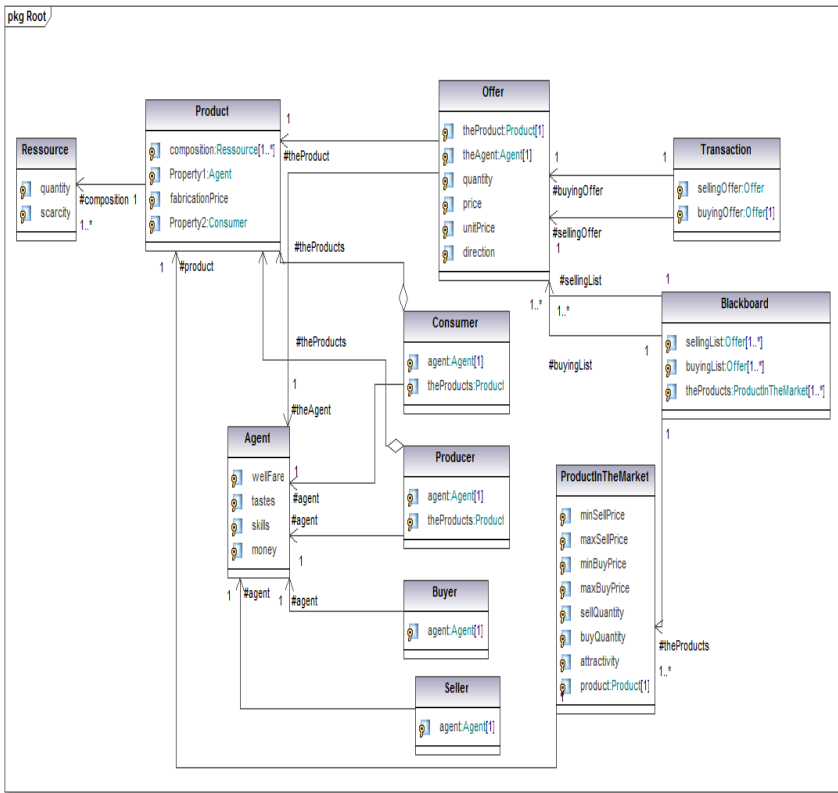 pkg Root
Ressource
quantity
scarcity
#composition 1
1..*
Product
composition:Ressource[1..*]
Property1:Agent
fabricationPrice
Property2:Consumer
1
#theProduct
Offer
theProduct:Product[1]
theAgent:Agent[1]
quantity
price
unitPrice
direction
1
1
#buyingOffer
1
1
#sellingOffer
1
Transaction
sellingOffer:Offer
buyingOffer:Offer[1]
1
#product
#theProducts
#sellingList
1
1..*
1..*
1
#buyingList
Blackboard
sellingList:Offer[1..*]
buyingList:Offer[1..*]
theProducts:ProductInTheMarket[1..*]
1
Consumer
agent:Agent[1]
theProducts:Product
#theProducts
1
#theAgent
Agent
wellFare
tastes
skills
money
1
#agent
#agent
1
Producer
agent:Agent[1]
theProducts:Product
ProductInTheMarket
minSellPrice
maxSellPrice
minBuyPrice
maxBuyPrice
sellQuantity
buyQuantity
attractivity
product:Product[1]
1
#theProducts
1..*
1
#agent
1
#agent
Buyer
agent:Agent[1]
Seller
agent:Agent[1]